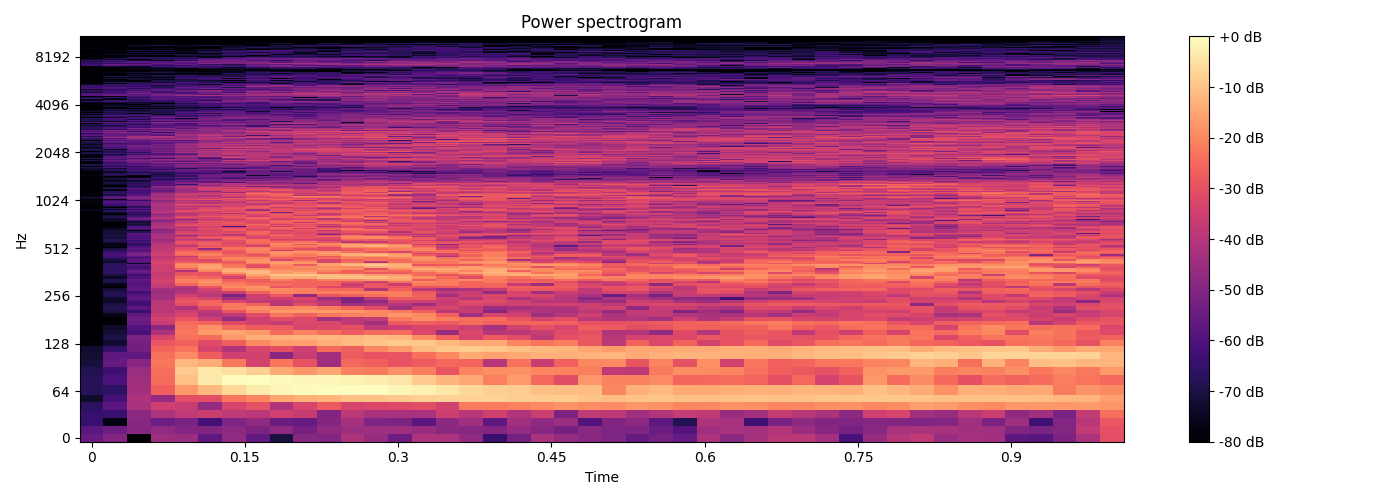 Power spectrogram
Hz
8192
4096
2048
1024
512
256
128
64
0
0 0.15 0.3 0.45 0.6 0.75 0.9
Time
+0 dB
-10 dB
-20 dB
-30 dB
-40 dB
-50 dB
-60 dB
-70 dB
-80 dB